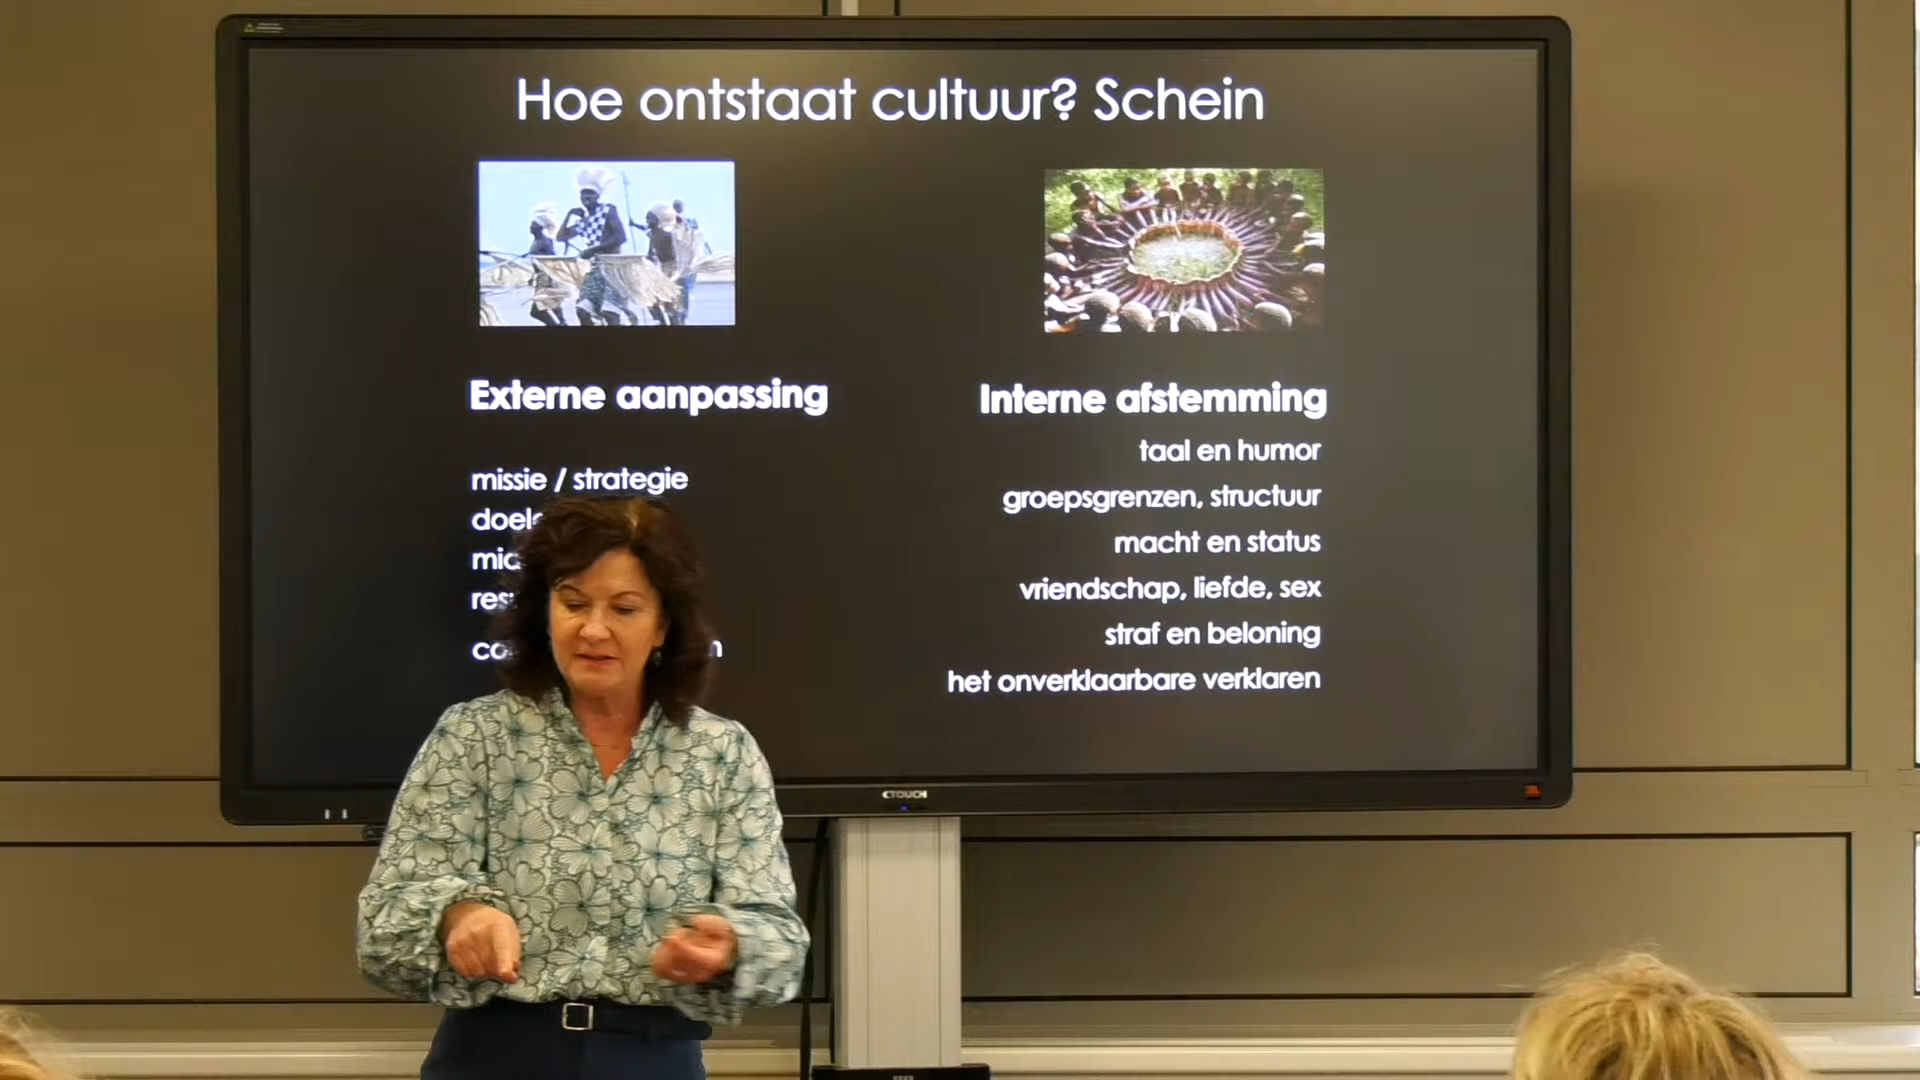 Hoe ontstaat cultuur? Schein
Externe aanpassing
missie / strategie
Interne afstemming
taal en humor
groepsgrenzen, structuur
macht en status
vriendschap, liefde, sex
straf en beloning
het onverklaarbare verklaren
CTOUCH